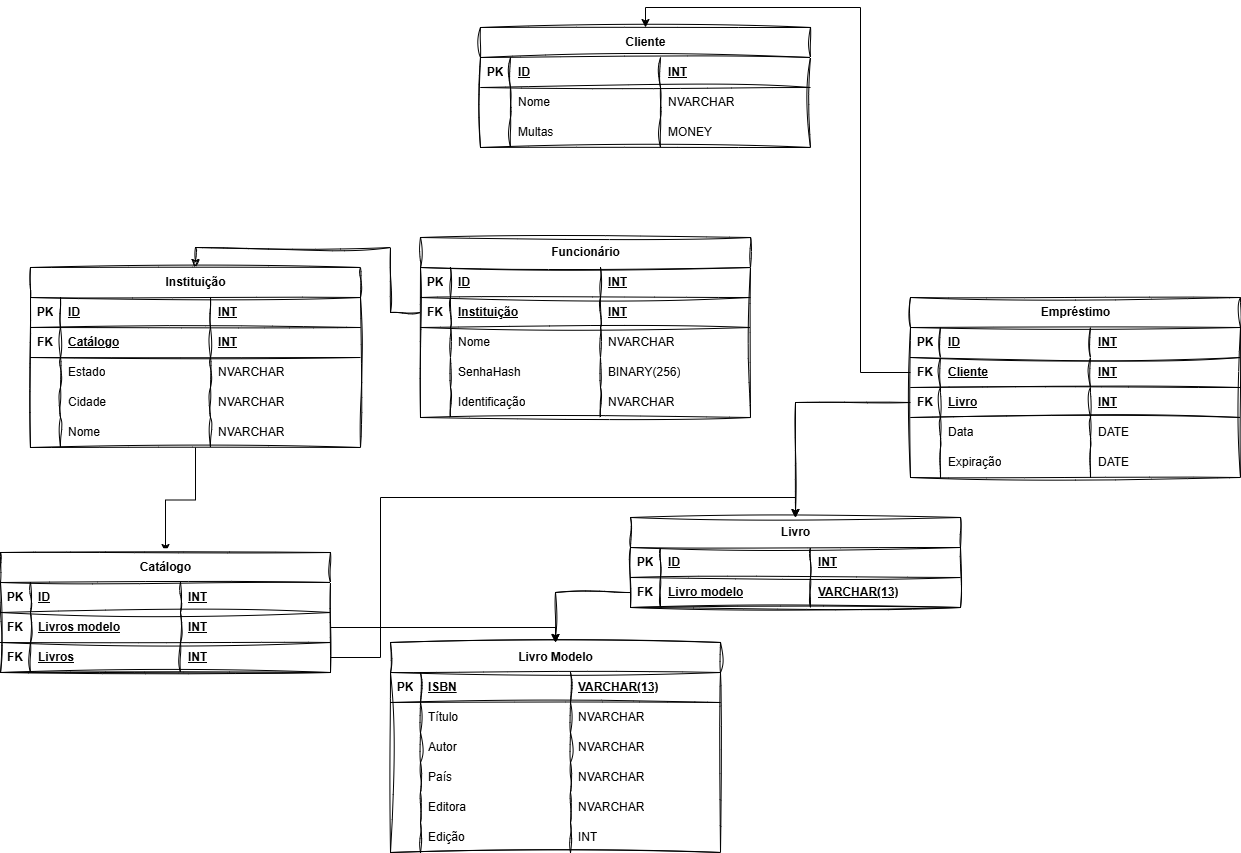 Cliente
PK ID INT
Nome NVARCHAR
Multas MONEY
Funcionário
PK ID INT
FK Instituição INT
Nome NVARCHAR
SenhaHash BINARY(256)
Identificação NVARCHAR
Instituição
PK ID INT
FK Catálogo INT
Estado NVARCHAR
Cidade NVARCHAR
Nome NVARCHAR
Empréstimo
PK ID INT
FK Cliente INT
FK Livro INT
Data DATE
Expiração DATE
Livro
PK ID INT
FK Livro modelo VARCHAR(13)
Catálogo
PK ID INT
FK Livros modelo INT
FK Livros INT
Livro Modelo
PK ISBN VARCHAR(13)
Título NVARCHAR
Autor NVARCHAR
País NVARCHAR
Editora NVARCHAR
Edição INT